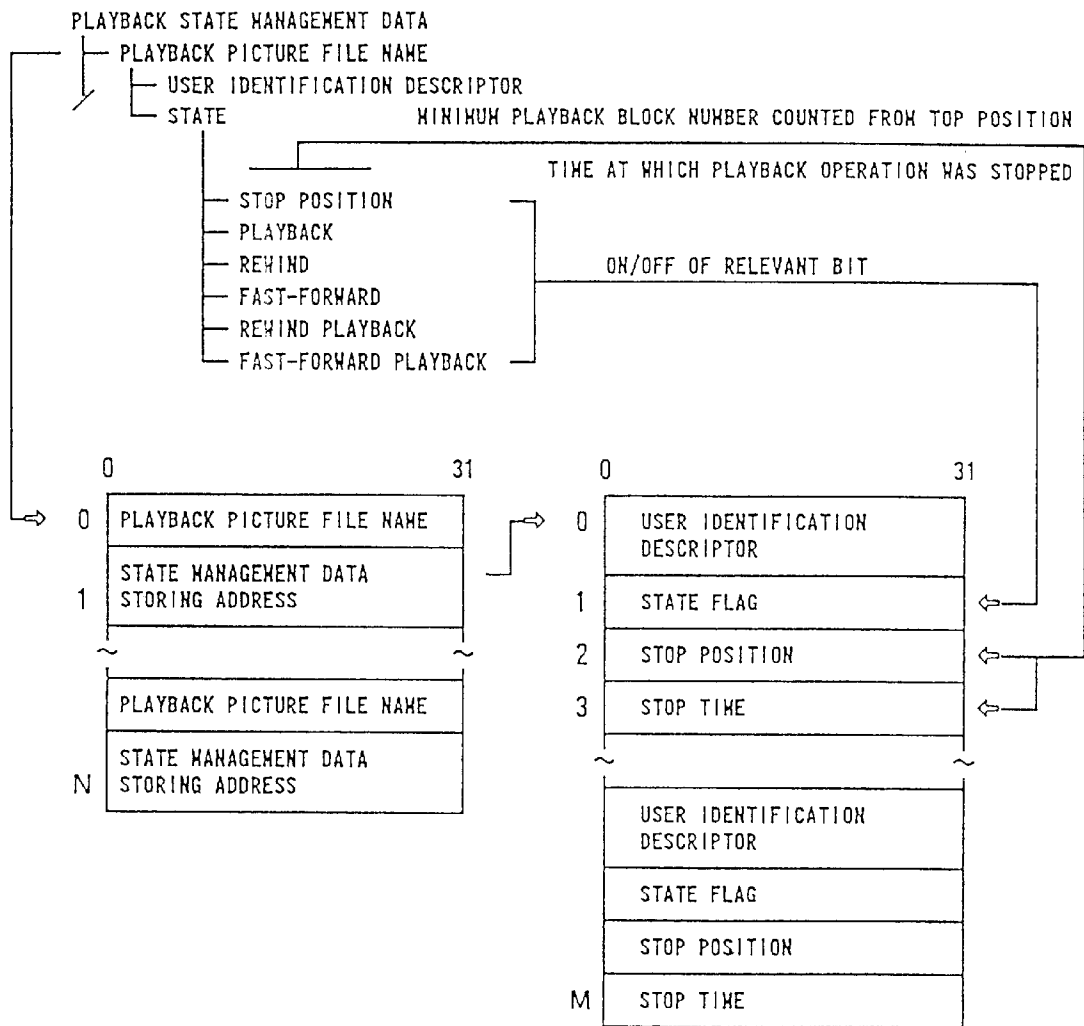 PLAYBACK STATE MANAGEMENT DATA
PLAYBACK PICTURE FILE NAME
USER IDENTIFICATION DESCRIPTOR
STATE
MINIMUM PLAYBACK BLOCK NUMBER COUNTED FROM TOP POSITION
TIME AT WHICH PLAYBACK OPERATION WAS STOPPED
STOP POSITION
PLAYBACK
REWIND
ON/OFF OF RELEVANT BIT
FAST-FORWARD
REWIND PLAYBACK
FAST-FORWARD PLAYBACK
0 31
0 PLAYBACK PICTURE FILE NAME
STATE MANAGEMENT DATA
1 STORING ADDRESS
~ ~
PLAYBACK PICTURE FILE NAME
STATE MANAGEMENT DATA
N STORING ADDRESS
0 31
0 USER IDENTIFICATION
DESCRIPTOR
1 STATE FLAG
2 STOP POSITION
3 STOP TIME
~ ~
USER IDENTIFICATION
DESCRIPTOR
STATE FLAG
STOP POSITION
M STOP TIME